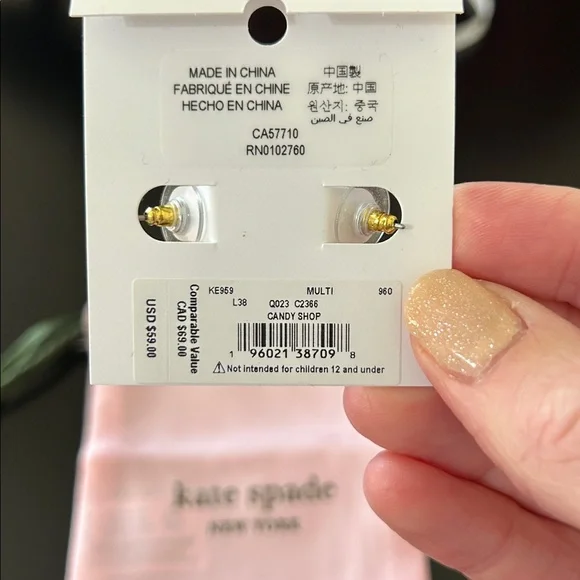 MADE IN CHINA
FABRIQUÉ EN CHINE
HECHO EN CHINA
中国製
原产地: 中国
원산지: 중국
صنع في الصين
CA57710
RN0102760
KE959 MULTI 960
L38 Q023 C2366
CANDY SHOP
1 96021 38709 8
⚠ Not intended for children 12 and under
Comparable Value
CAD $69.00
USD $59.00
kate spade
NEW YORK